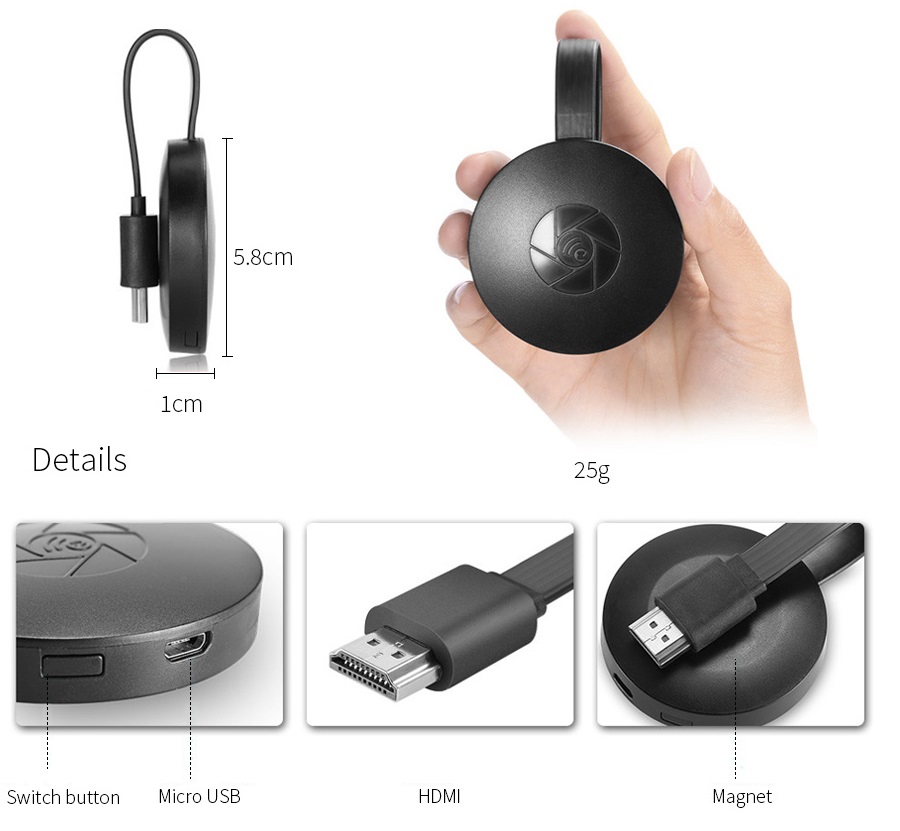 5.8cm
1cm
Details
25g
Switch button
Micro USB
HDMI
Magnet